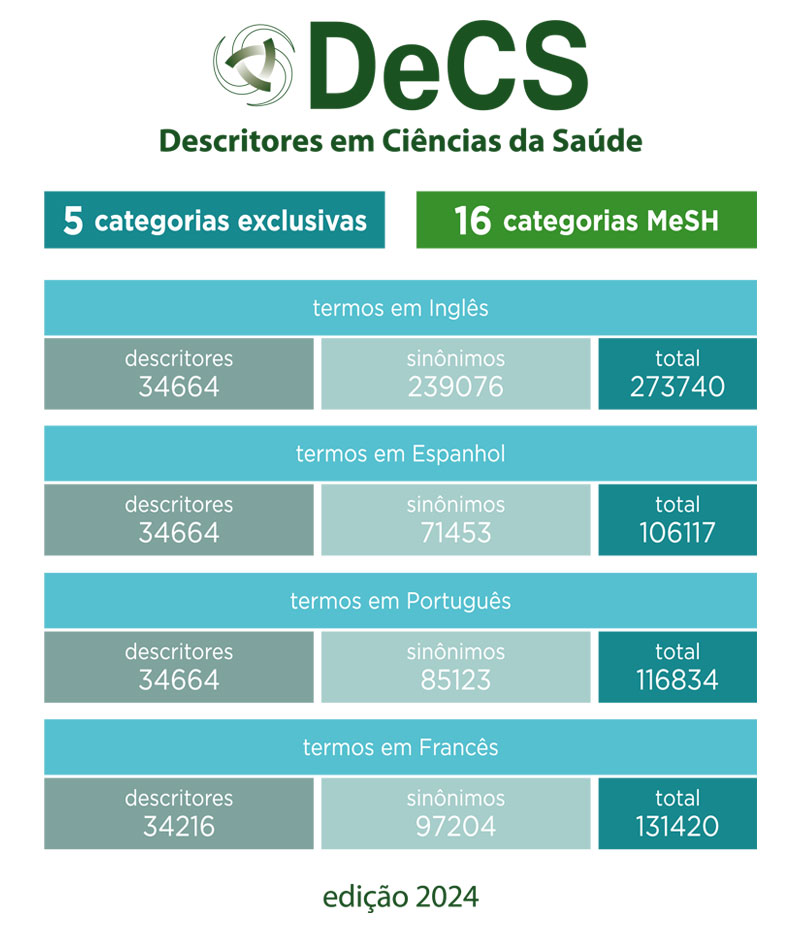 DeCS
Descritores em Ciências da Saúde
5 categorias exclusivas
16 categorias MeSH
termos em Inglês
descritores
34664
sinônimos
239076
total
273740
termos em Espanhol
descritores
34664
sinônimos
71453
total
106117
termos em Português
descritores
34664
sinônimos
85123
total
116834
termos em Francês
descritores
34216
sinônimos
97204
total
131420
edição 2024